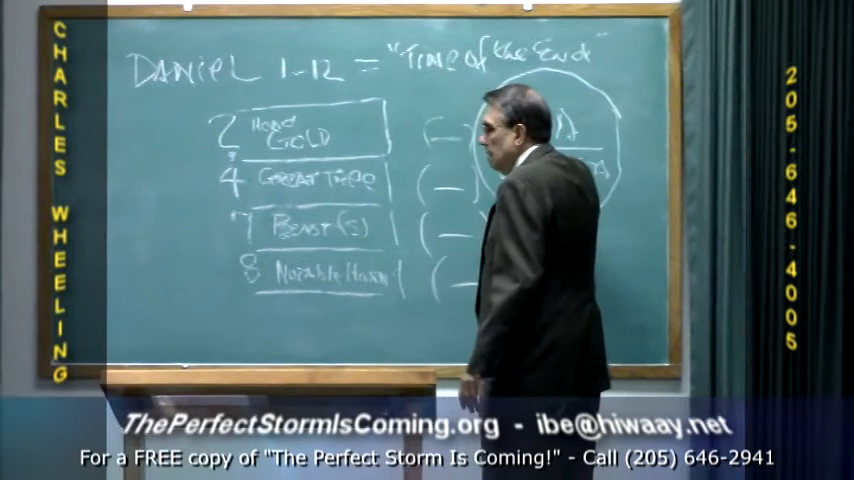 DANIEL 1-12 = "TIME of the End"
2 HEAD GOLD
4 GREAT TREE
7 BEAST(S)
8 Notable Horn
CHARLES WHEELING
205-646-4005
ThePerfectStormIsComing.org - ibe@hiwaay.net
For a FREE copy of "The Perfect Storm Is Coming!" - Call (205) 646-2941